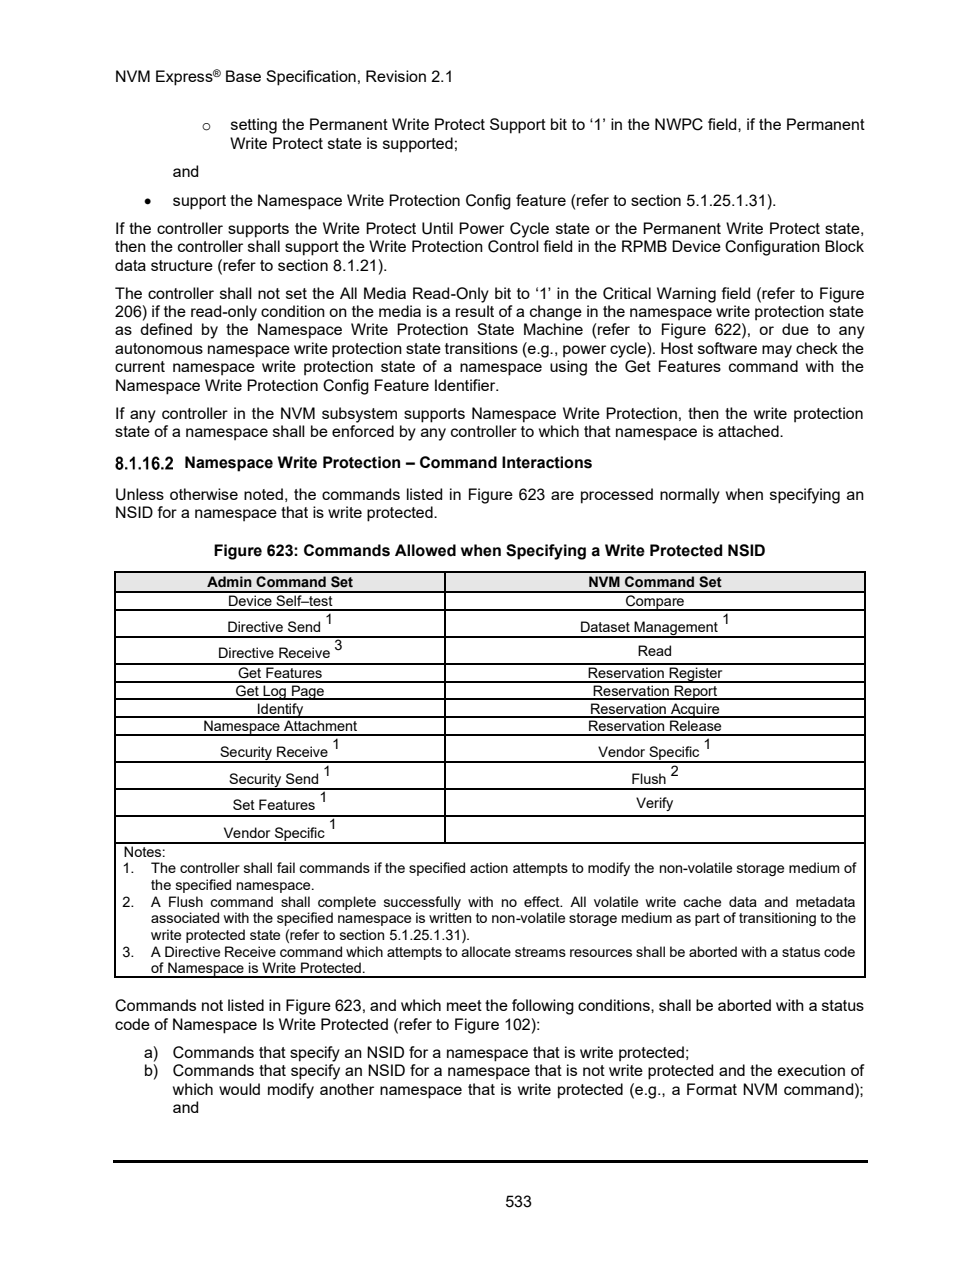 NVM Express® Base Specification, Revision 2.1
o setting the Permanent Write Protect Support bit to ‘1’ in the NWPC field, if the Permanent
Write Protect state is supported;
and
• support the Namespace Write Protection Config feature (refer to section 5.1.25.1.31).
If the controller supports the Write Protect Until Power Cycle state or the Permanent Write Protect state,
then the controller shall support the Write Protection Control field in the RPMB Device Configuration Block
data structure (refer to section 8.1.21).
The controller shall not set the All Media Read-Only bit to ‘1’ in the Critical Warning field (refer to Figure
206) if the read-only condition on the media is a result of a change in the namespace write protection state
as defined by the Namespace Write Protection State Machine (refer to Figure 622), or due to any
autonomous namespace write protection state transitions (e.g., power cycle). Host software may check the
current namespace write protection state of a namespace using the Get Features command with the
Namespace Write Protection Config Feature Identifier.
If any controller in the NVM subsystem supports Namespace Write Protection, then the write protection
state of a namespace shall be enforced by any controller to which that namespace is attached.
8.1.16.2 Namespace Write Protection – Command Interactions
Unless otherwise noted, the commands listed in Figure 623 are processed normally when specifying an
NSID for a namespace that is write protected.
Figure 623: Commands Allowed when Specifying a Write Protected NSID
Admin Command Set NVM Command Set
Device Self–test Compare
Directive Send 1 Dataset Management 1
Directive Receive 3 Read
Get Features Reservation Register
Get Log Page Reservation Report
Identify Reservation Acquire
Namespace Attachment Reservation Release
Security Receive 1 Vendor Specific 1
Security Send 1 Flush 2
Set Features 1 Verify
Vendor Specific 1
Notes:
1. The controller shall fail commands if the specified action attempts to modify the non-volatile storage medium of
the specified namespace.
2. A Flush command shall complete successfully with no effect. All volatile write cache data and metadata
associated with the specified namespace is written to non-volatile storage medium as part of transitioning to the
write protected state (refer to section 5.1.25.1.31).
3. A Directive Receive command which attempts to allocate streams resources shall be aborted with a status code
of Namespace is Write Protected.
Commands not listed in Figure 623, and which meet the following conditions, shall be aborted with a status
code of Namespace Is Write Protected (refer to Figure 102):
a) Commands that specify an NSID for a namespace that is write protected;
b) Commands that specify an NSID for a namespace that is not write protected and the execution of
which would modify another namespace that is write protected (e.g., a Format NVM command);
and
533